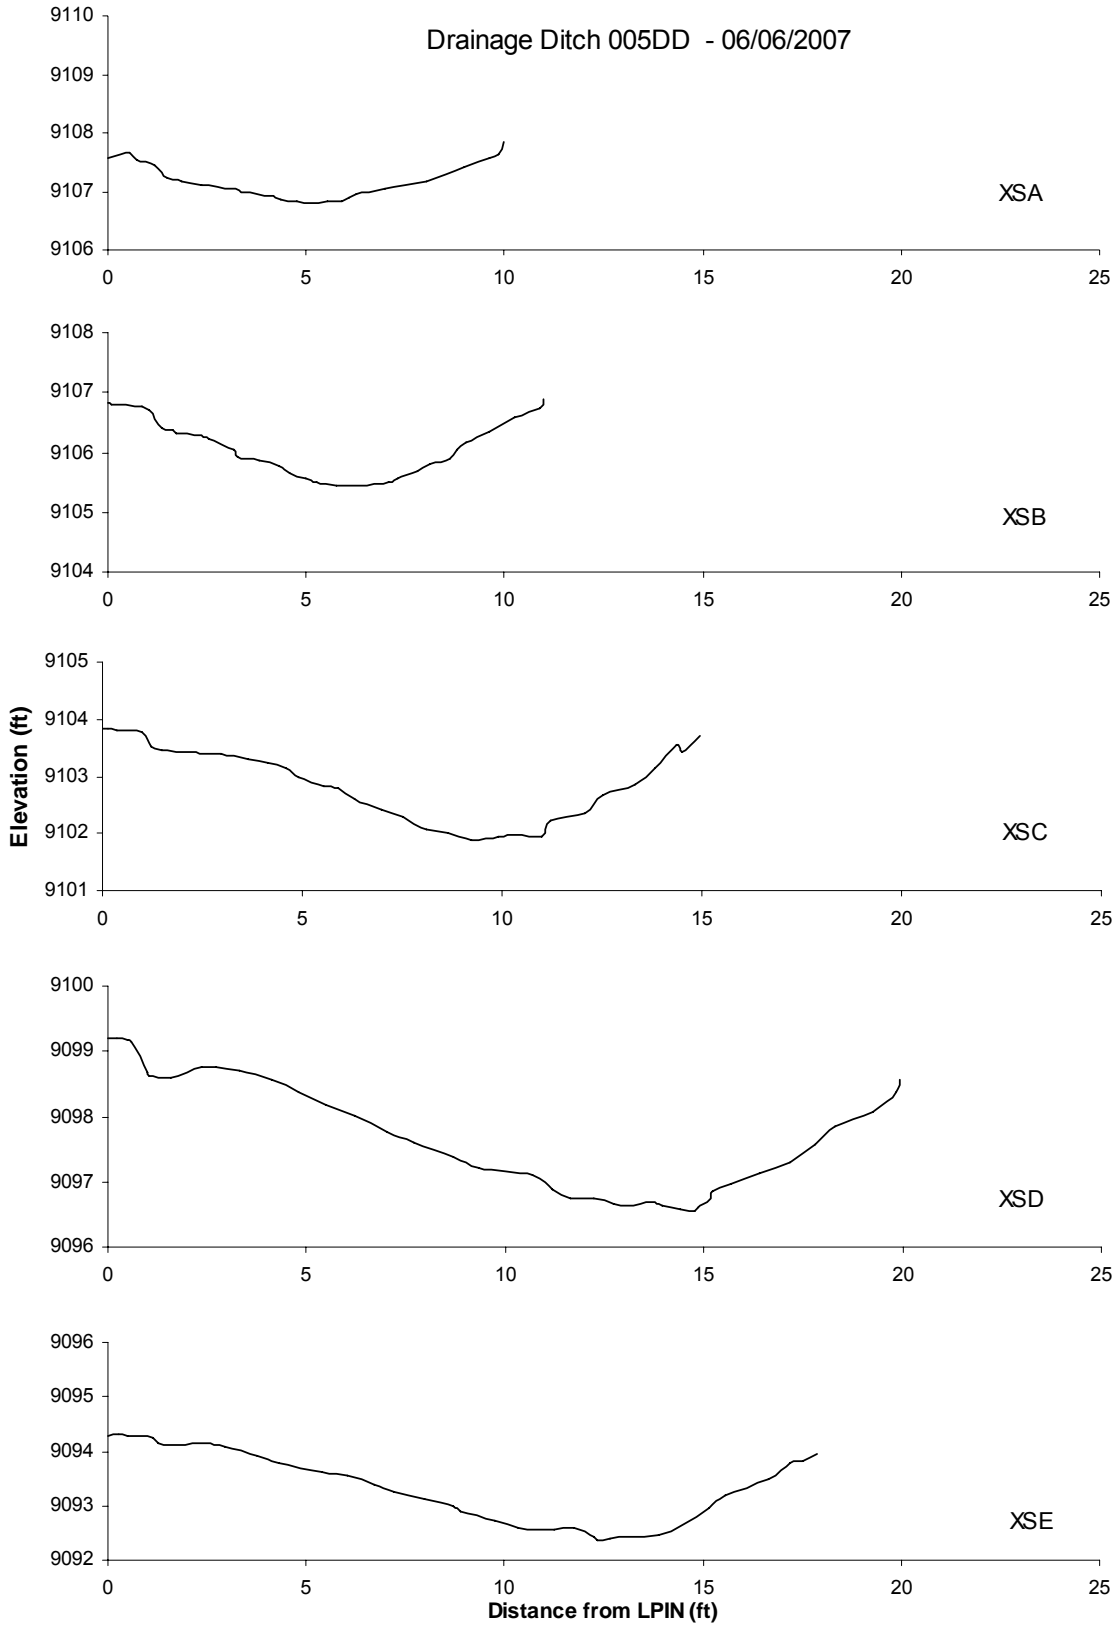 Drainage Ditch 005DD - 06/06/2007
9110
9109
9108
9107
9106
0 5 10 15 20 25
XSA
9108
9107
9106
9105
9104
0 5 10 15 20 25
XSB
Elevation (ft)
9105
9104
9103
9102
9101
0 5 10 15 20 25
XSC
9100
9099
9098
9097
9096
0 5 10 15 20 25
XSD
9096
9095
9094
9093
9092
0 5 10 15 20 25
XSE
Distance from LPIN (ft)